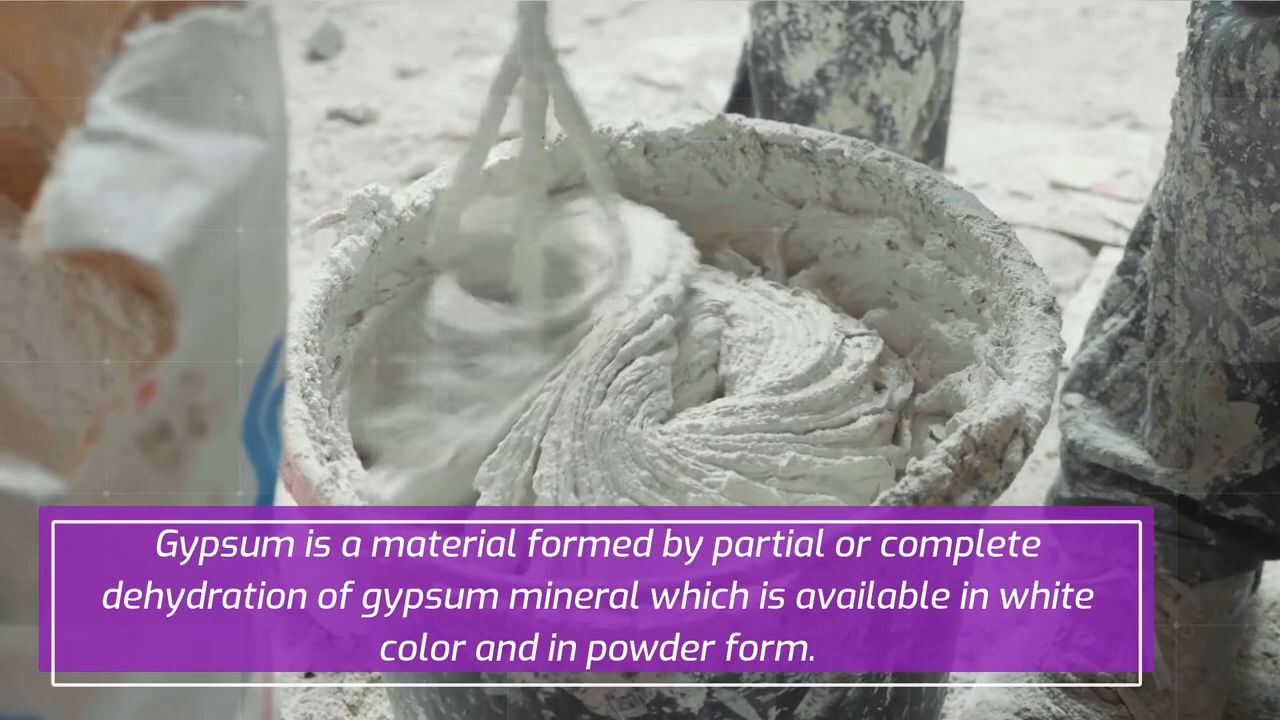 Gypsum is a material formed by partial or complete
dehydration of gypsum mineral which is available in white
color and in powder form.